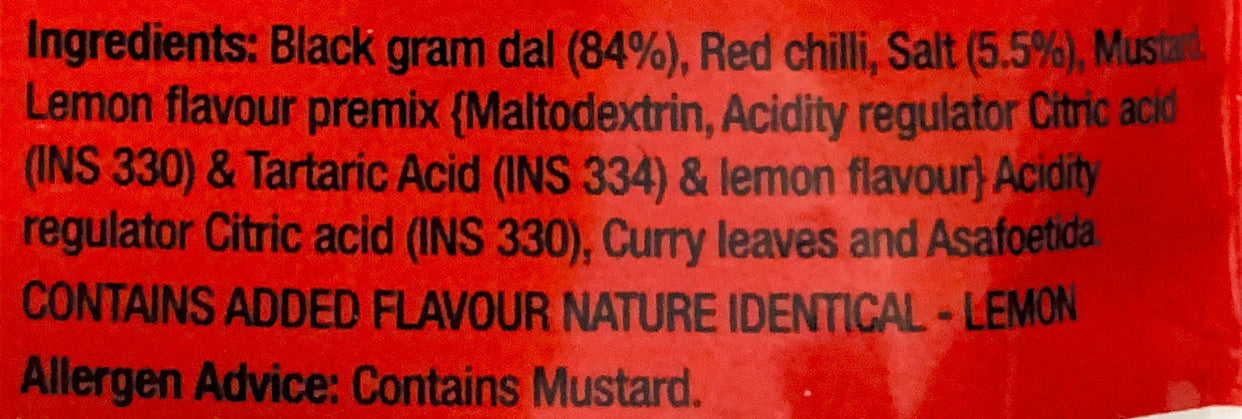 Ingredients: Black gram dal (84%), Red chilli, Salt (5.5%), Mustard
Lemon flavour premix {Maltodextrin, Acidity regulator Citric acid
(INS 330) & Tartaric Acid (INS 334) & lemon flavour} Acidity
regulator Citric acid (INS 330), Curry leaves and Asafoetida.
CONTAINS ADDED FLAVOUR NATURE IDENTICAL - LEMON
Allergen Advice: Contains Mustard.